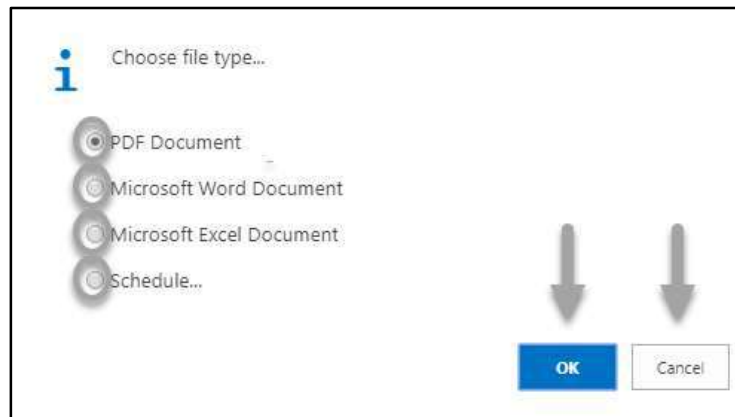 Choose file type...
PDF Document
Microsoft Word Document
Microsoft Excel Document
Schedule...
OK Cancel